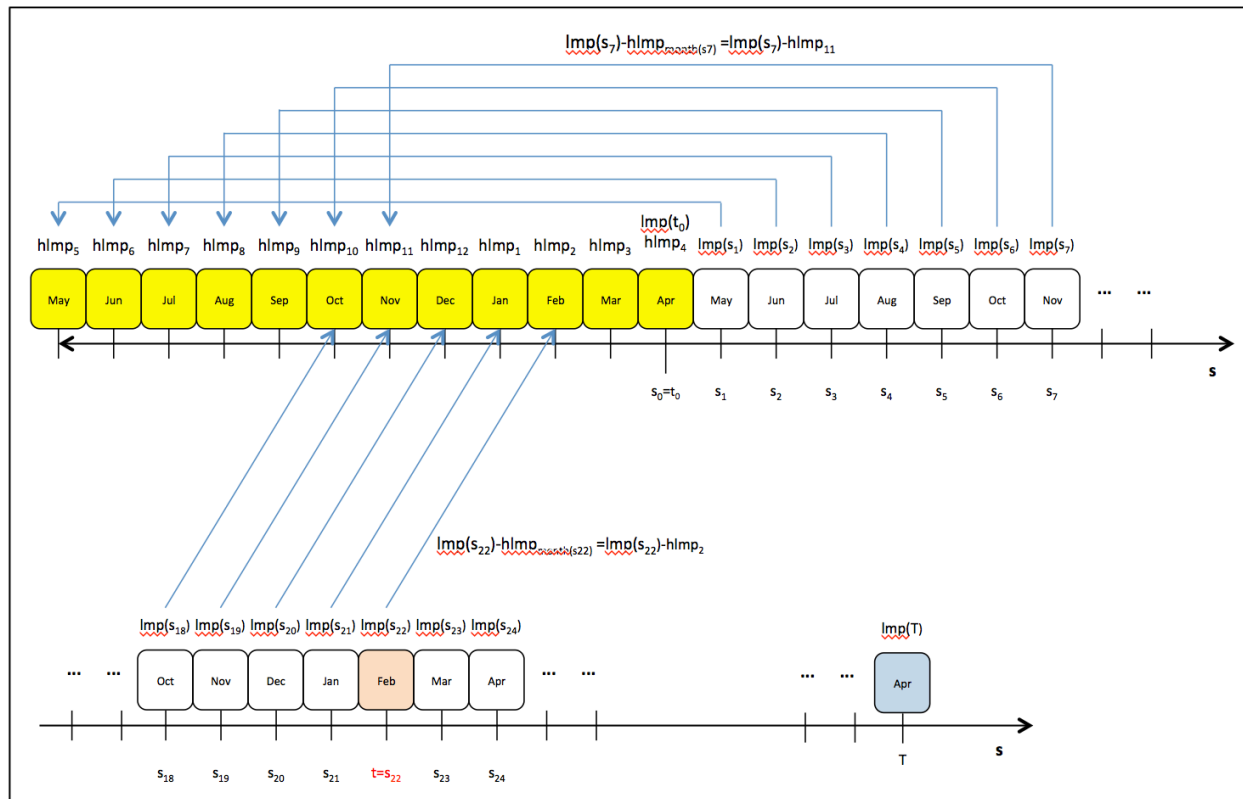 Imp(s7)-hImpmonth(s7) =Imp(s7)-hImp11
Imp(t0)
hImp5 hImp6 hImp7 hImp8 hImp9 hImp10 hImp11 hImp12 hImp1 hImp2 hImp3 hImp4 Imp(s1) Imp(s2) Imp(s3) Imp(s4) Imp(s5) Imp(s6) Imp(s7)
May Jun Jul Aug Sep Oct Nov Dec Jan Feb Mar Apr May Jun Jul Aug Sep Oct Nov ... ...
s
s0=t0 s1 s2 s3 s4 s5 s6 s7
Imp(s22)-hImpmonth(s22) =Imp(s22)-hImp2
Imp(s18) Imp(s19) Imp(s20) Imp(s21) Imp(s22) Imp(s23) Imp(s24) Imp(T)
... ... Oct Nov Dec Jan Feb Mar Apr ... ... ... ... Apr
s
s18 s19 s20 s21 t=s22 s23 s24 T